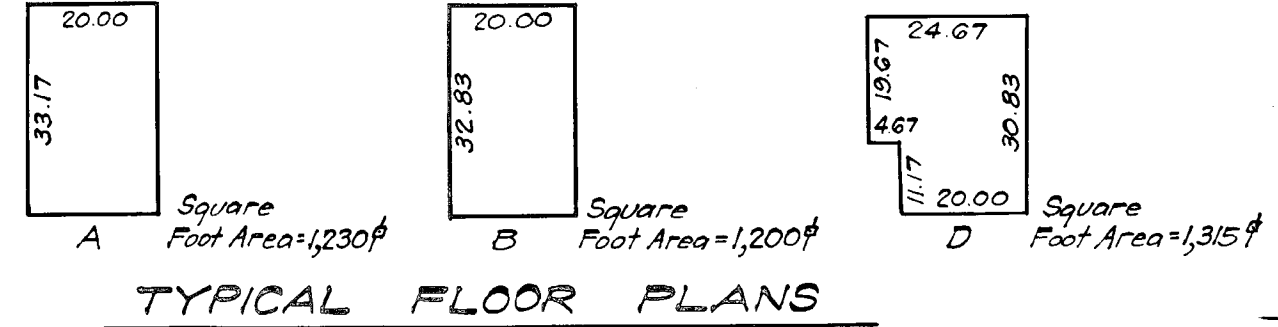 20.00
33.17
Square
Foot Area=1,230
A
20.00
32.83
Square
Foot Area=1,200
B
24.67
19.67
4.67
30.83
11.17
20.00
Square
Foot Area=1,315
D
TYPICAL FLOOR PLANS